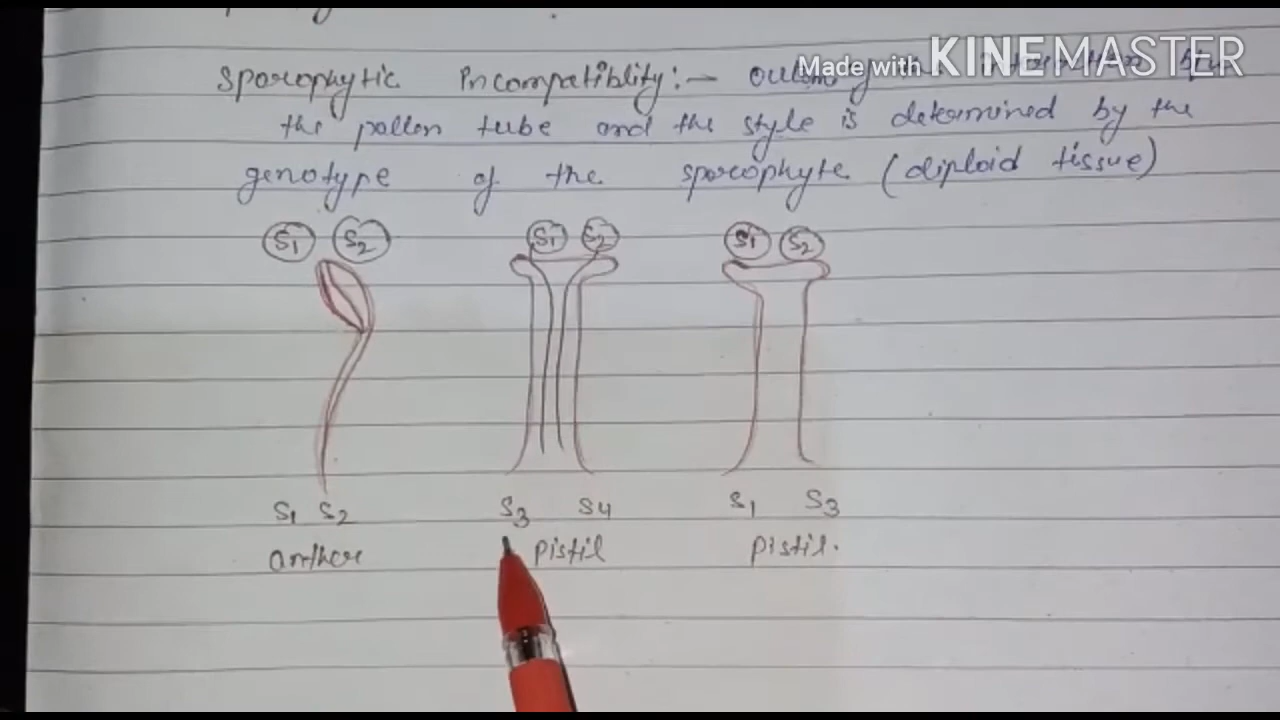 Made with KINEMASTER
Sporophytic Incompatiblity:-
the pollen tube and the style is determined by the
genotype of the sporophyte (diploid tissue)
S1 S2 S1 S2 S1 S2
S1 S2 S3 S4 S1 S3
anther Pistil Pistil.